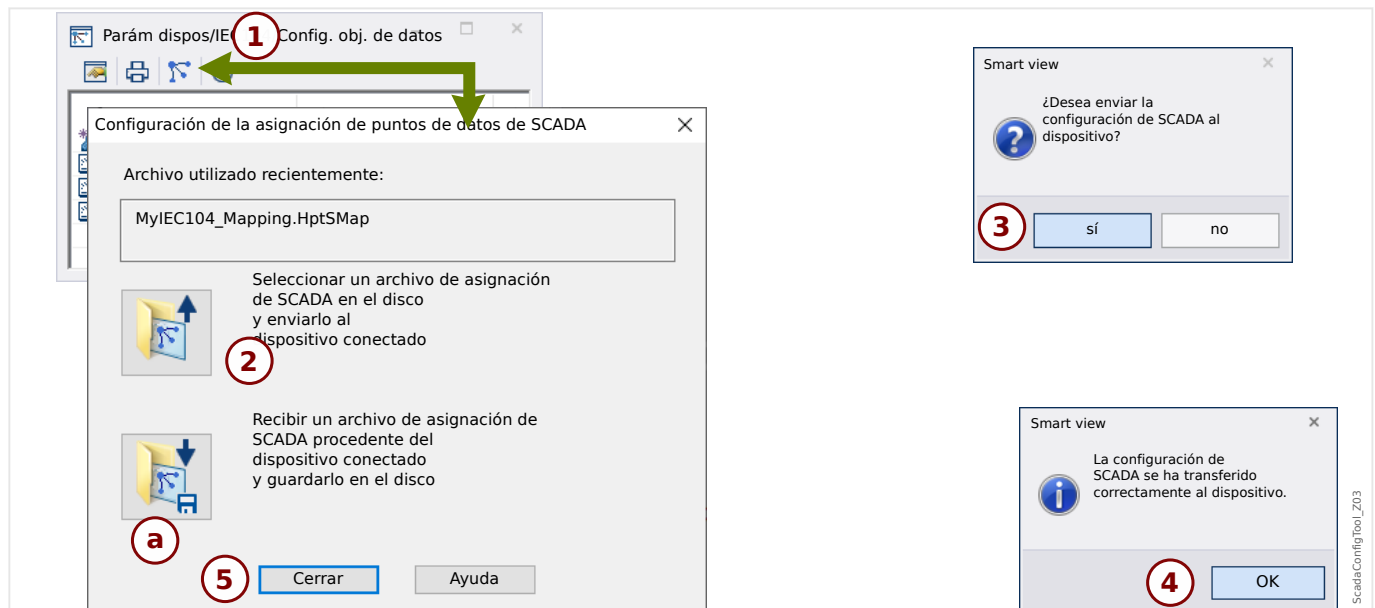 Parám dispos/IE
Config. obj. de datos
1
Configuración de la asignación de puntos de datos de SCADA
Archivo utilizado recientemente:
MyIEC104_Mapping.HptSMap
Seleccionar un archivo de asignación
de SCADA en el disco
y enviarlo al
dispositivo conectado
2
Recibir un archivo de asignación de
SCADA procedente del
dispositivo conectado
y guardarlo en el disco
a
5
Cerrar
Ayuda
Smart view
¿Desea enviar la
configuración de SCADA al
dispositivo?
3
sí
no
Smart view
La configuración de
SCADA se ha transferido
correctamente al dispositivo.
4
OK
ScadaConfigTool_Z03